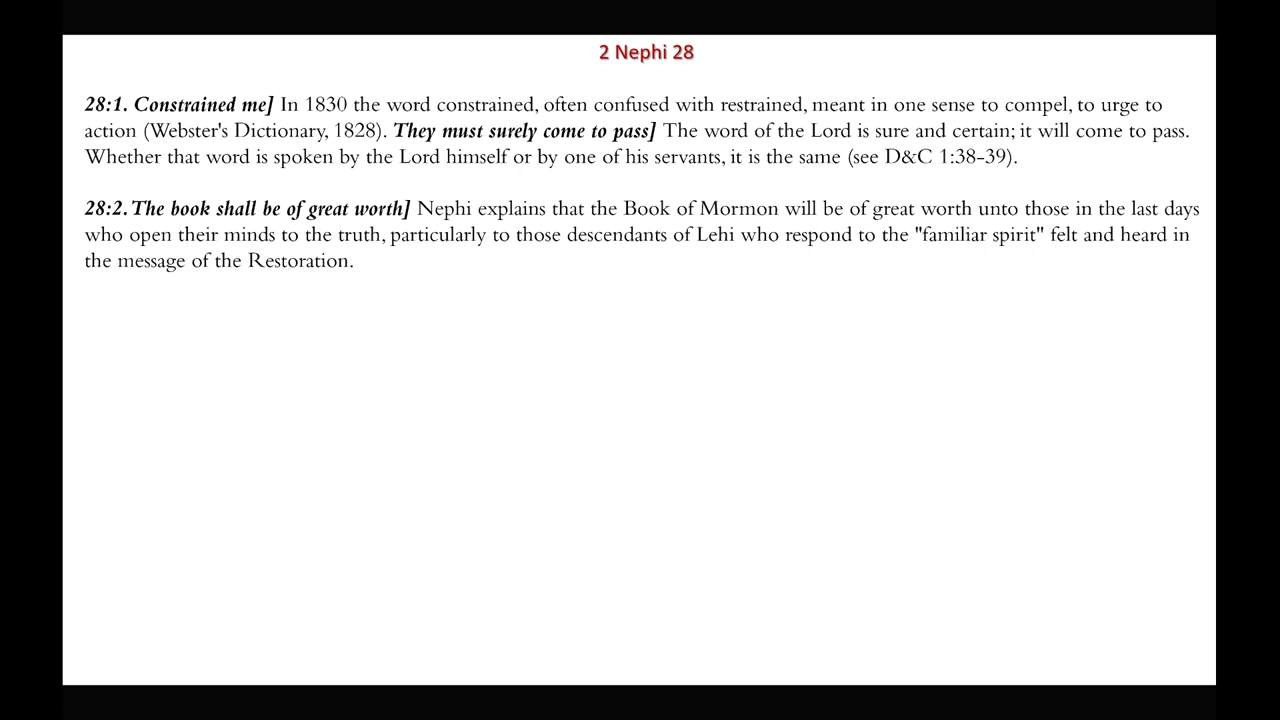 2 Nephi 28
28:1. Constrained me] In 1830 the word constrained, often confused with restrained, meant in one sense to compel, to urge to
action (Webster's Dictionary, 1828). They must surely come to pass] The word of the Lord is sure and certain; it will come to pass.
Whether that word is spoken by the Lord himself or by one of his servants, it is the same (see D&C 1:38-39).
28:2. The book shall be of great worth] Nephi explains that the Book of Mormon will be of great worth unto those in the last days
who open their minds to the truth, particularly to those descendants of Lehi who respond to the "familiar spirit" felt and heard in
the message of the Restoration.